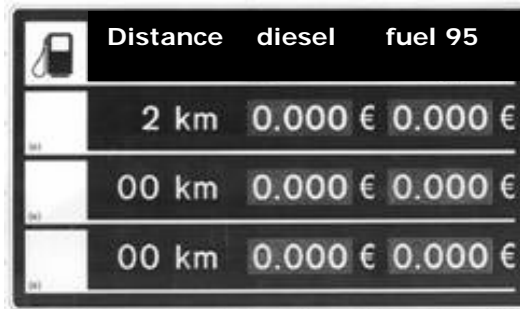 Distance diesel fuel 95
2 km 0.000 € 0.000 €
00 km 0.000 € 0.000 €
00 km 0.000 € 0.000 €